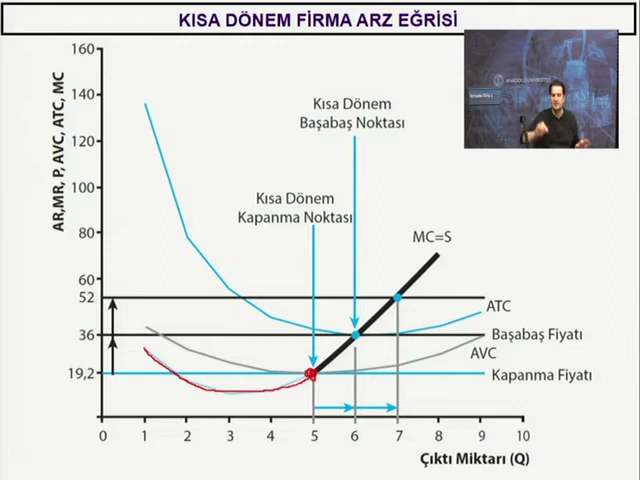 KISA DÖNEM FİRMA ARZ EĞRİSİ
AR,MR, P, AVC, ATC, MC
160
140
120
100
80
60
52
36
19,2
Kısa Dönem
Başabaş Noktası
Kısa Dönem
Kapanma Noktası
MC=S
ATC
Başabaş Fiyatı
AVC
Kapanma Fiyatı
0 1 2 3 4 5 6 7 8 9 10
Çıktı Miktarı (Q)